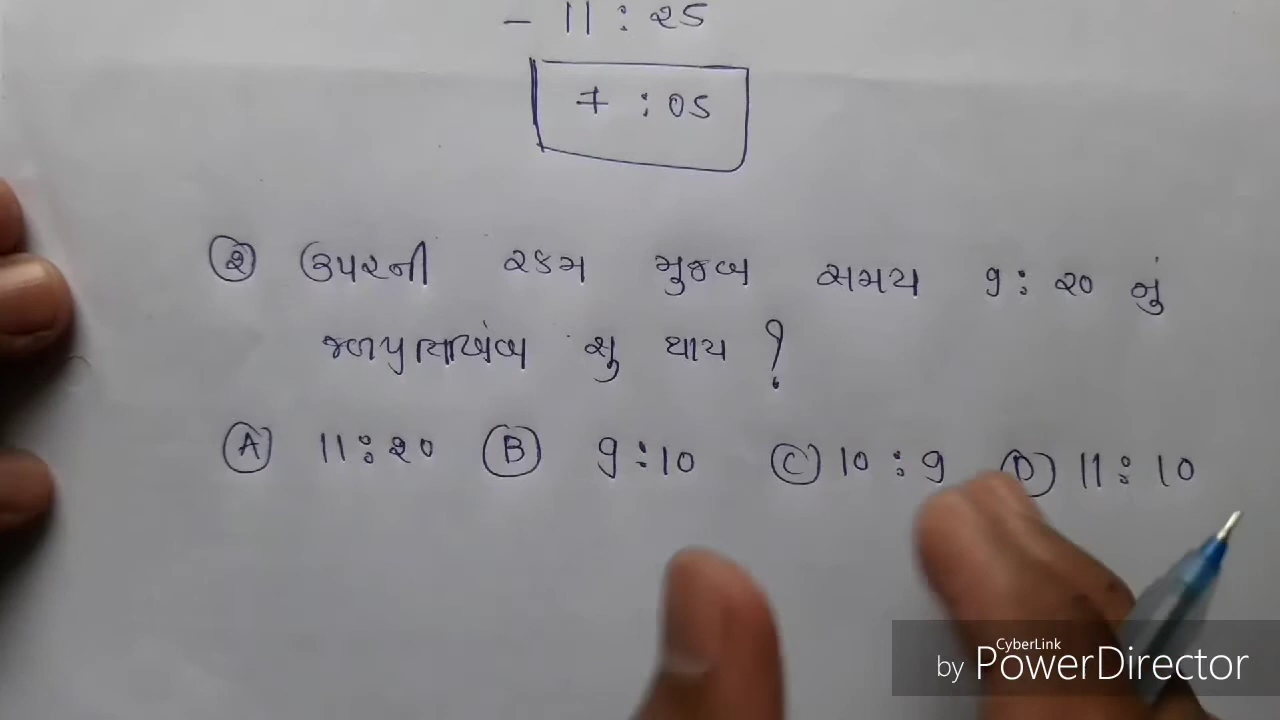 - 11 : 25
7 : 05
(2) ઉપરની રકમ મુજબ સમય 9 : 20 નું
જળપ્રતિબિંબ શુ થાય ?
(A) 11 : 20 (B) 9 : 10 (C) 10 : 9 (D) 11 : 10
CyberLink
by PowerDirector